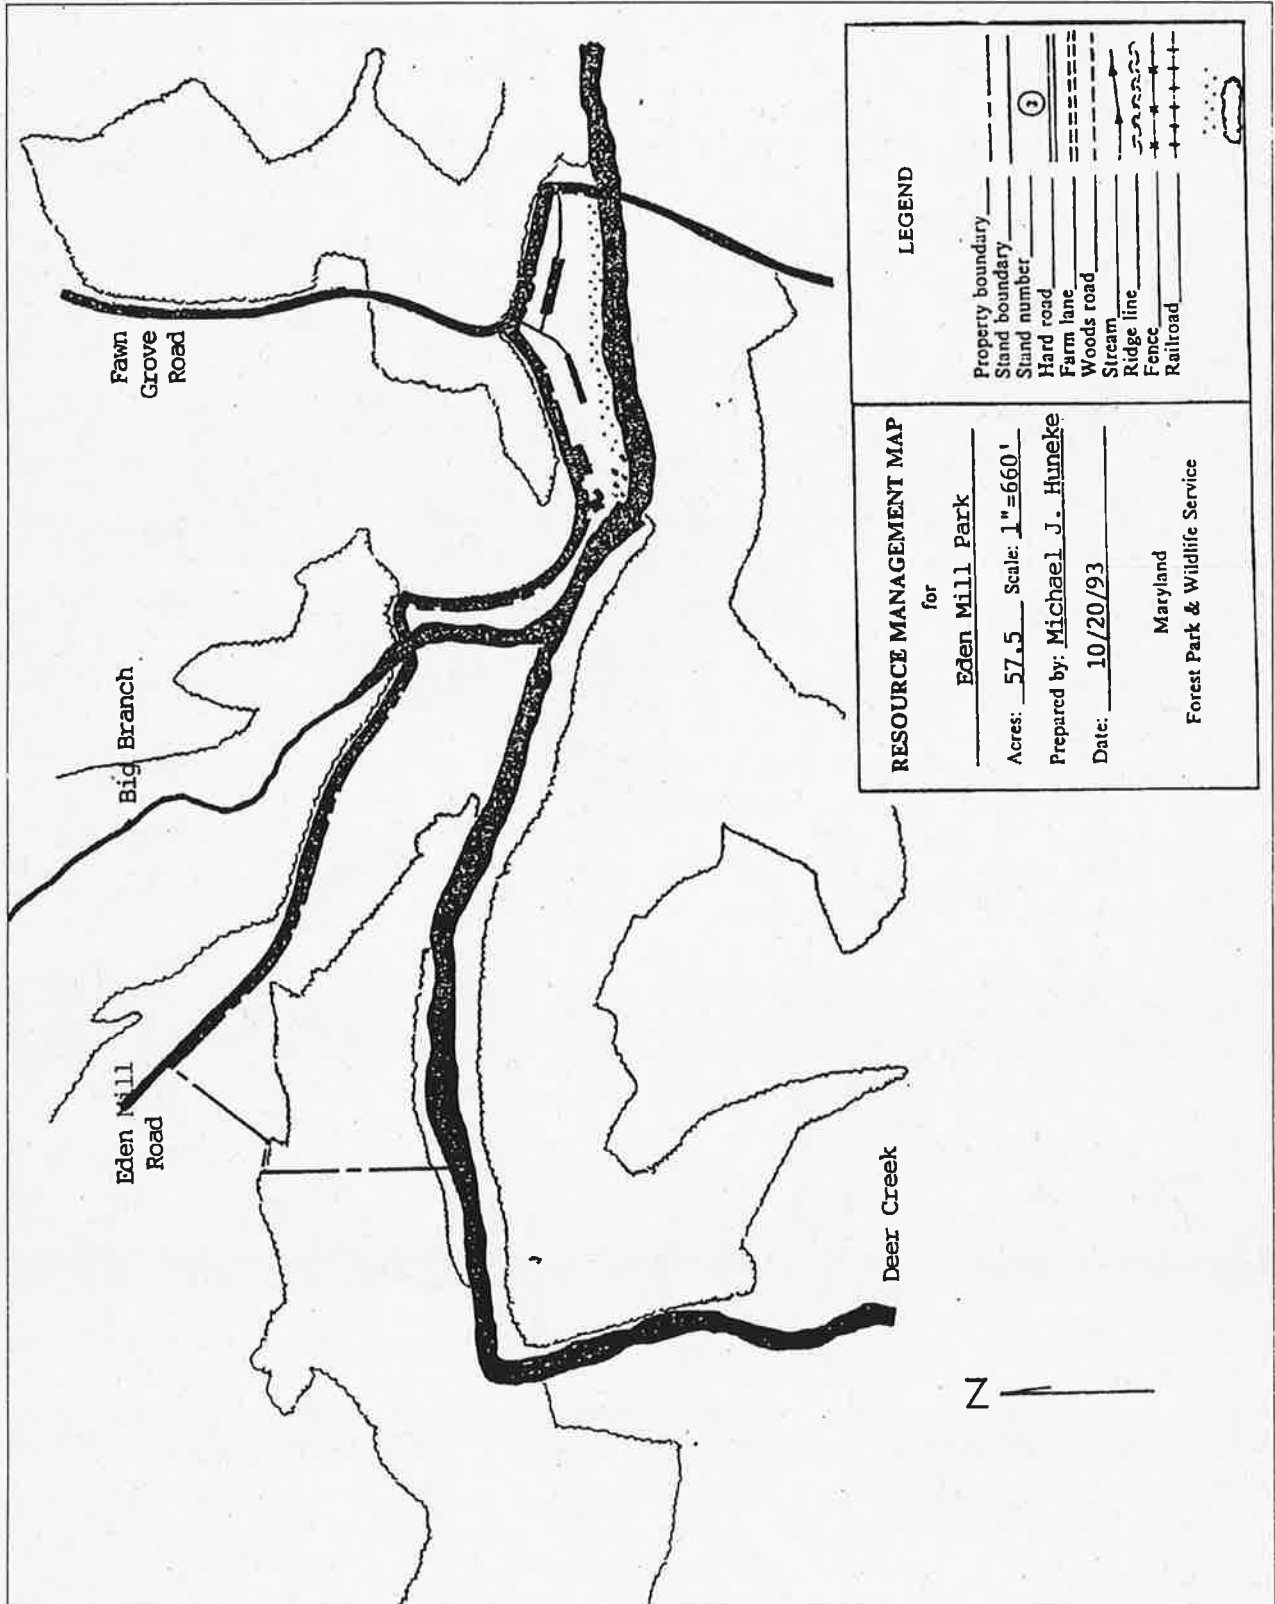 Fawn
Grove
Road
Big Branch
Eden Mill
Road
Deer Creek
N
RESOURCE MANAGEMENT MAP
for
Eden Mill Park
Acres: 57.5 Scale: 1"=660'
Prepared by: Michael J. Huneke
Date: 10/20/93
Maryland
Forest Park & Wildlife Service
LEGEND
Property boundary
Stand boundary
Stand number 2
Hard road
Farm lane
Woods road
Stream
Ridge line
Fence
Railroad